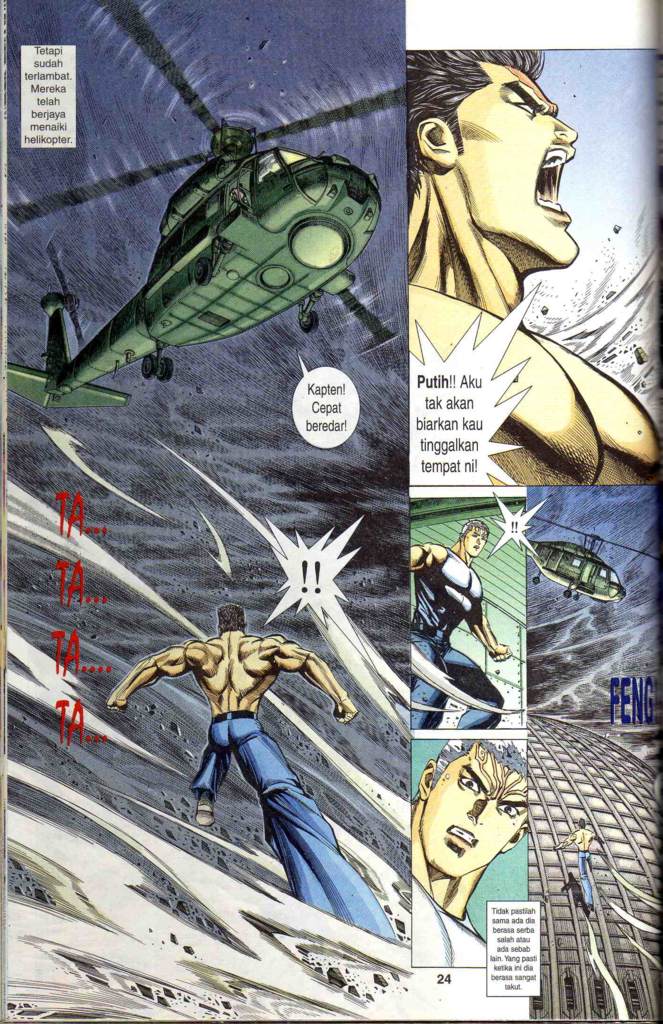 Tetapi
sudah
terlambat.
Mereka
telah
berjaya
menaiki
helikopter.
Kapten!
Cepat
beredar!
TA...
TA...
TA....
TA...
!!
Putih!! Aku
tak akan
biarkan kau
tinggalkan
tempat ni!
!!
FENG
Tidak pastilah
sama ada dia
berasa serba
salah atau
ada sebab
lain. Yang pasti
ketika ini dia
berasa sangat
takut.
24